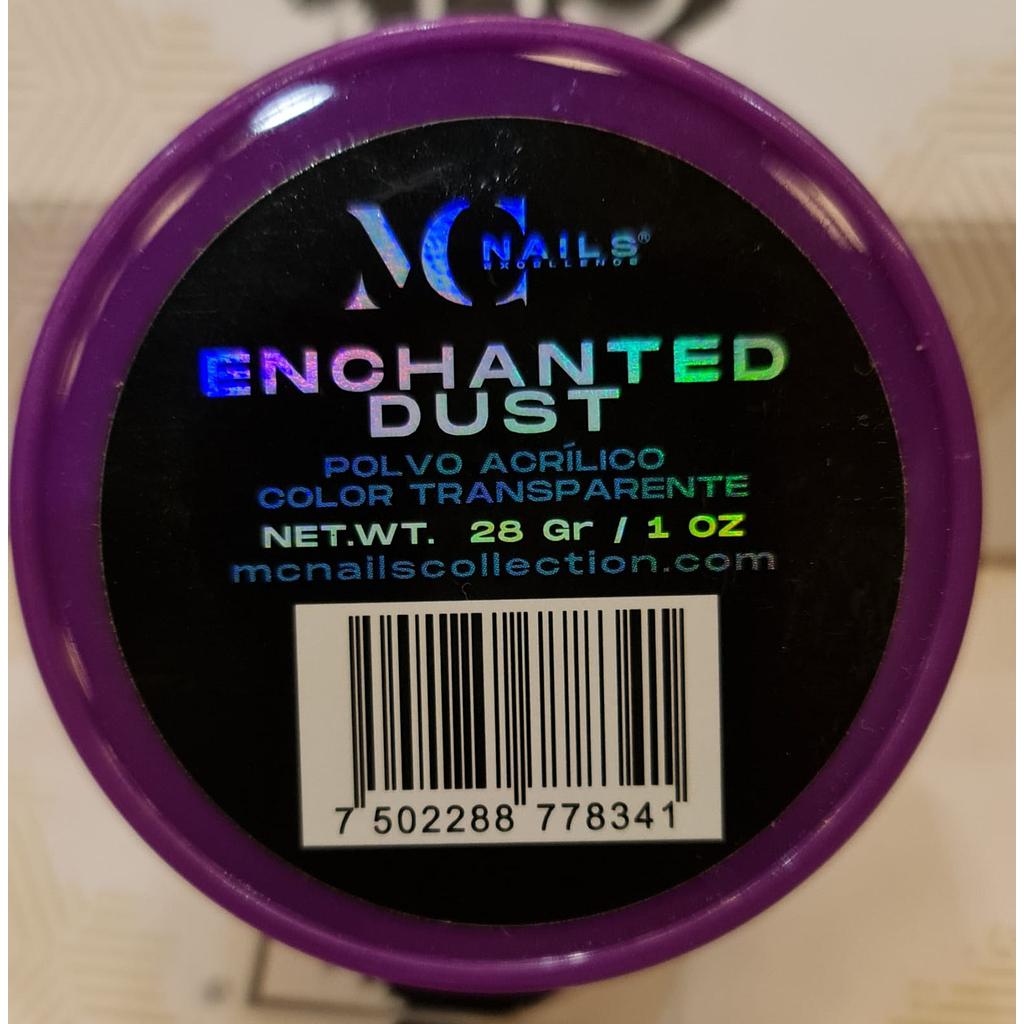 MC NAILS®
EXCELLENCE
ENCHANTED
DUST
POLVO ACRÍLICO
COLOR TRANSPARENTE
NET.WT. 28 Gr / 1 OZ
mcnailscollection.com
7 502288 778341